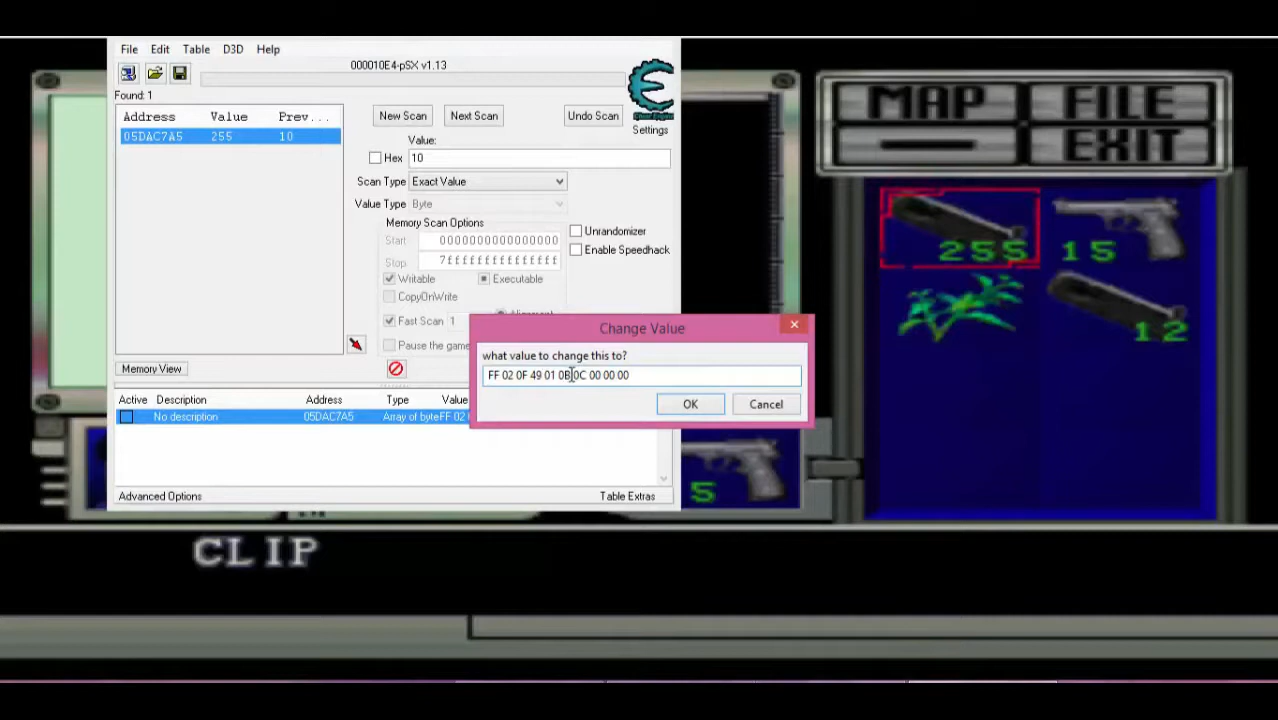 File Edit Table D3D Help
000010E4-pSX v1.13
Found: 1
Address Value Prev...
05DAC7A5 255 10
New Scan Next Scan Undo Scan
Settings
Value:
Hex 10
Scan Type Exact Value
Value Type Byte
Memory Scan Options
Start 0000000000000000
Stop 7fffffffffffffff
Writable Executable
CopyOnWrite
Fast Scan 1
Pause the game
Unrandomizer
Enable Speedhack
Memory View
Active Description Address Type Value
No description 05DAC7A5 Array of byte FF 02
Advanced Options Table Extras
Change Value
what value to change this to?
FF 02 0F 49 01 0B 0C 00 00 00
OK Cancel
MAP FILE
EXIT
255 15
12
5
CLIP